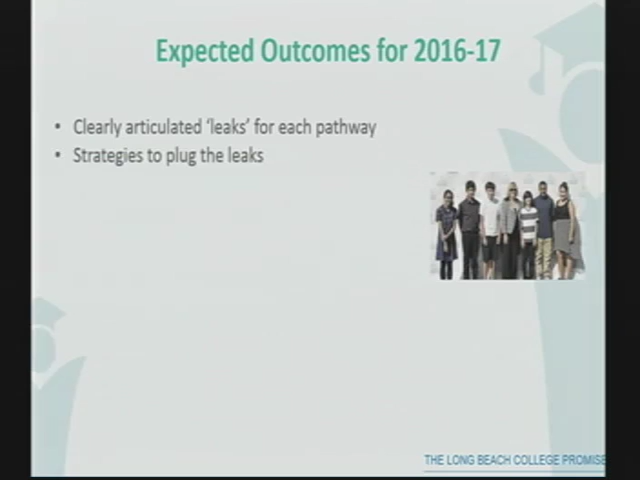 Expected Outcomes for 2016-17
• Clearly articulated ‘leaks’ for each pathway
• Strategies to plug the leaks
THE LONG BEACH COLLEGE PROMISE